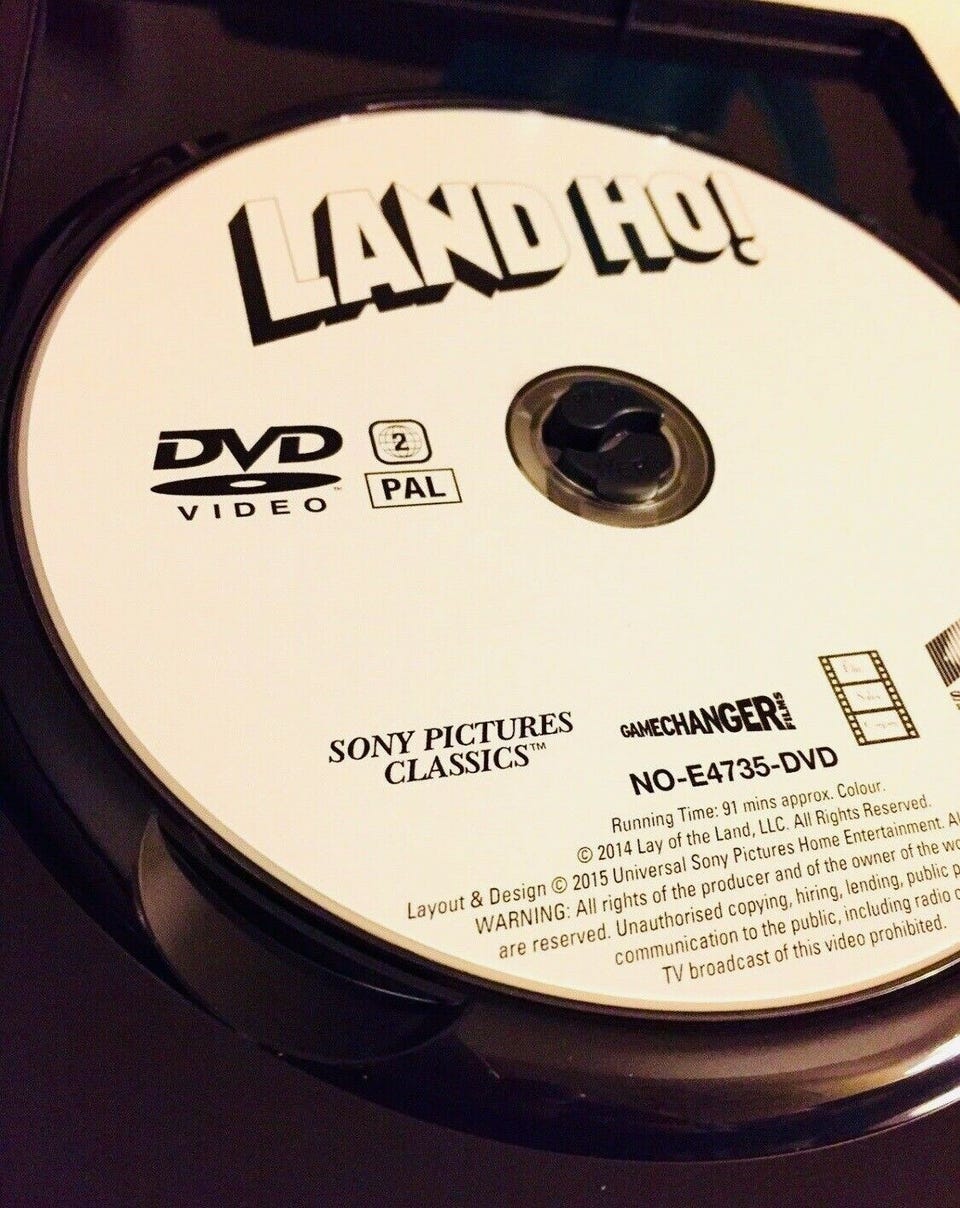 LAND HO!
DVD
VIDEO
2
PAL
SONY PICTURES
CLASSICS™
GAMECHANGER FILMS
NO-E4735-DVD
Running Time: 91 mins approx. Colour.
© 2014 Lay of the Land, LLC. All Rights Reserved.
Layout & Design © 2015 Universal Sony Pictures Home Entertainment.
WARNING: All rights of the producer and of the owner of the
are reserved. Unauthorised copying, hiring, lending, public
communication to the public, including radio
TV broadcast of this video prohibited.